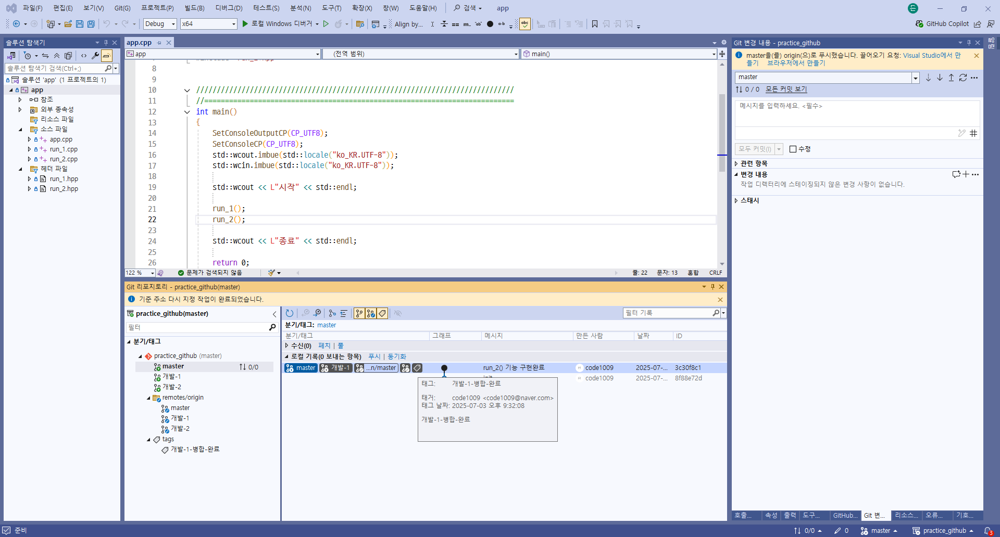 파일(F) 편집(E) 보기(V) Git(G) 프로젝트(P) 빌드(B) 디버그(D) 테스트(S) 분석(N) 도구(T) 확장(X) 창(W) 도움말(H) 검색 app
Debug x64 로컬 Windows 디버거 Align by... GitHub Copilot
솔루션 탐색기
솔루션 탐색기 검색(Ctrl+;)
솔루션 'app' (1 프로젝트의 1)
app
참조
외부 종속성
리소스 파일
소스 파일
app.cpp
run_1.cpp
run_2.cpp
헤더 파일
run_1.hpp
run_2.hpp
app.cpp
app (전역 범위) main()
8
9
10 //////////////////////////////////////////////////////////////////////////////
11 //===========================================================================
12 int main()
13 {
14 SetConsoleOutputCP(CP_UTF8);
15 SetConsoleCP(CP_UTF8);
16 std::wcout.imbue(std::locale("ko_KR.UTF-8"));
17 std::wcin.imbue(std::locale("ko_KR.UTF-8"));
18
19 std::wcout << L"시작" << std::endl;
20
21 run_1();
22 run_2();
23
24 std::wcout << L"종료" << std::endl;
25
26 return 0;
122 % 문제가 검색되지 않음 줄: 22 문자: 13 혼합 CRLF
Git 리포지토리 - practice_github(master)
기준 주소 다시 지정 작업이 완료되었습니다.
practice_github(master)
필터
분기/태그
practice_github (master)
master 0/0
개발-1
개발-2
remotes/origin
master
개발-1
개발-2
tags
개발-1-병합-완료
필터 기록
분기/태그: master
분기/태그 그래프 메시지 만든 사람 날짜 ID
수신(0) 페치 | 풀
로컬 기록(0 보내는 항목) 푸시 | 동기화
master 개발-1 ...n/master run_2() 기능 구현완료 code1009 2025-07-... 3c30f8c1
code1009 2025-07-... 8f88e72d
태그: 개발-1-병합-완료
태거: code1009 <code1009@naver.com>
태그 날짜: 2025-07-03 오후 9:32:08
개발-1-병합-완료
Git 변경 내용 - practice_github
master을(를) origin(으)로 푸시했습니다. 끌어오기 요청: Visual Studio에서 만
들기 브라우저에서 만들기
master
0 / 0 모든 커밋 보기
메시지를 입력하세요. <필수>
모두 커밋(I) 수정
관련 항목
변경 내용
작업 디렉터리에 스테이징되지 않은 변경 사항이 없습니다.
스태시
호출... 속성 출력 도구... GitHub... Git 변... 리소스... 오류... 기호...
알림
준비 0/0 0 master practice_github 3